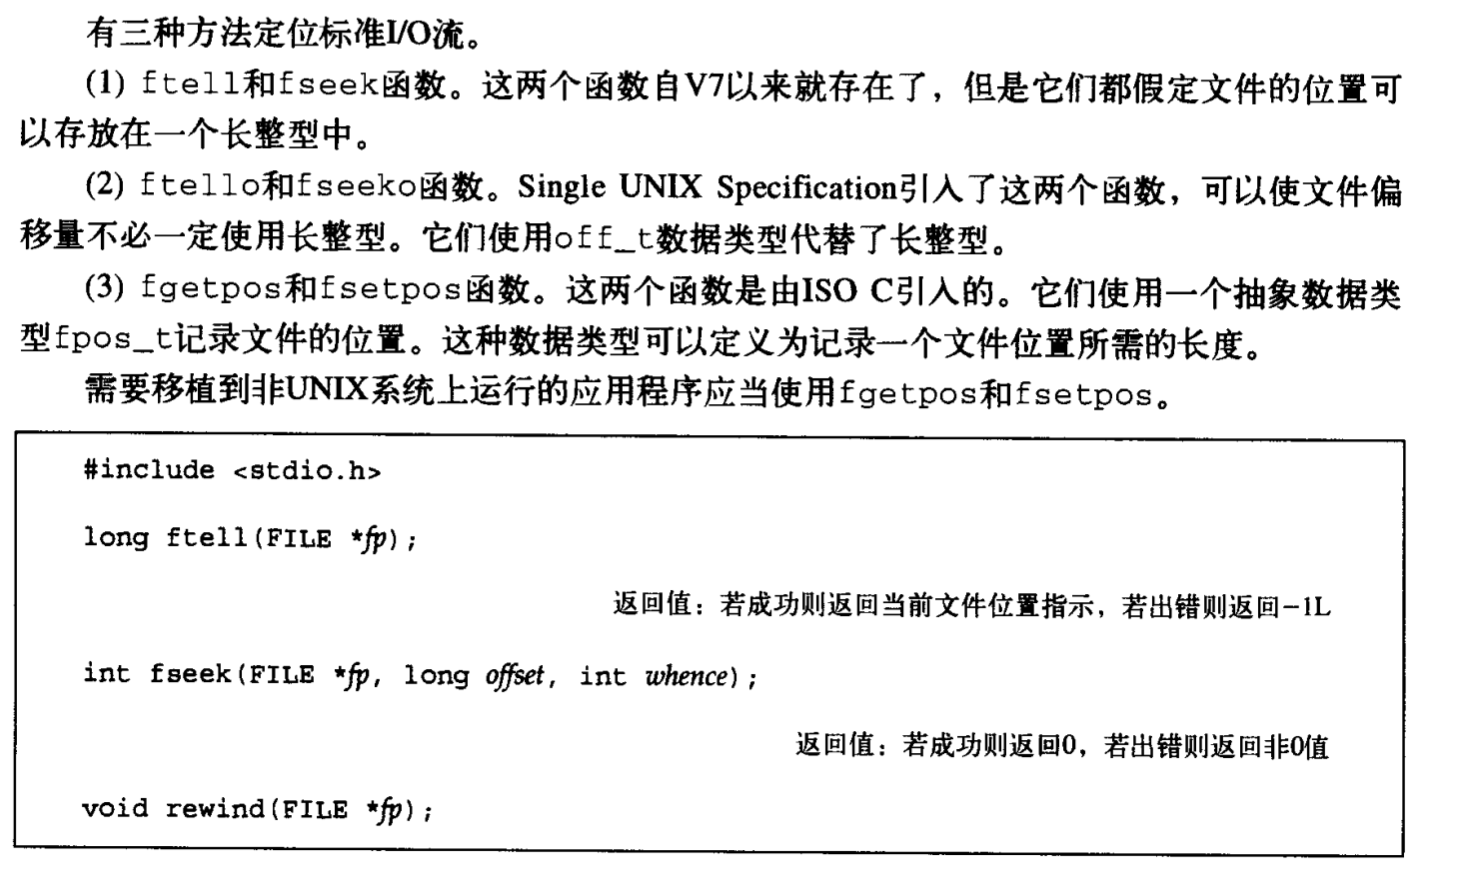 有三种方法定位标准I/O流。
(1) ftell和fseek函数。这两个函数自V7以来就存在了，但是它们都假定文件的位置可
以存放在一个长整型中。
(2) ftello和fseeko函数。Single UNIX Specification引入了这两个函数，可以使文件偏
移量不必一定使用长整型。它们使用off_t数据类型代替了长整型。
(3) fgetpos和fsetpos函数。这两个函数是由ISO C引入的。它们使用一个抽象数据类
型fpos_t记录文件的位置。这种数据类型可以定义为记录一个文件位置所需的长度。
需要移植到非UNIX系统上运行的应用程序应当使用fgetpos和fsetpos。
#include <stdio.h>
long ftell(FILE *fp);
返回值：若成功则返回当前文件位置指示，若出错则返回-1L
int fseek(FILE *fp, long offset, int whence);
返回值：若成功则返回0，若出错则返回非0值
void rewind(FILE *fp);